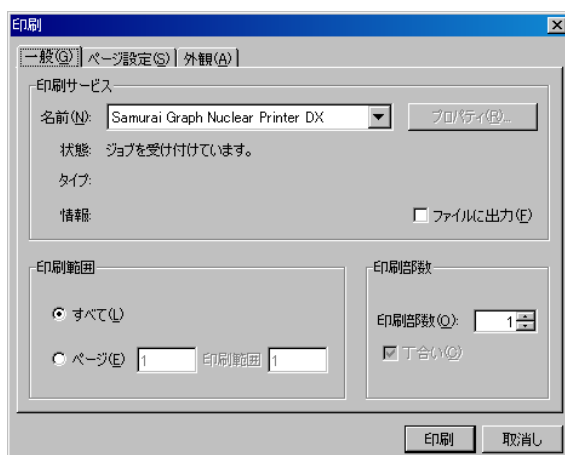 印刷
一般(G) ページ設定(S) 外観(A)
印刷サービス
名前(N): Samurai Graph Nuclear Printer DX プロパティ(R)...
状態: ジョブを受け付けています。
タイプ:
情報: ファイルに出力(F)
印刷範囲 印刷部数
すべて(L)
印刷部数(O): 1
ページ(E) 1 印刷範囲 1 丁合い(C)
印刷 取消し